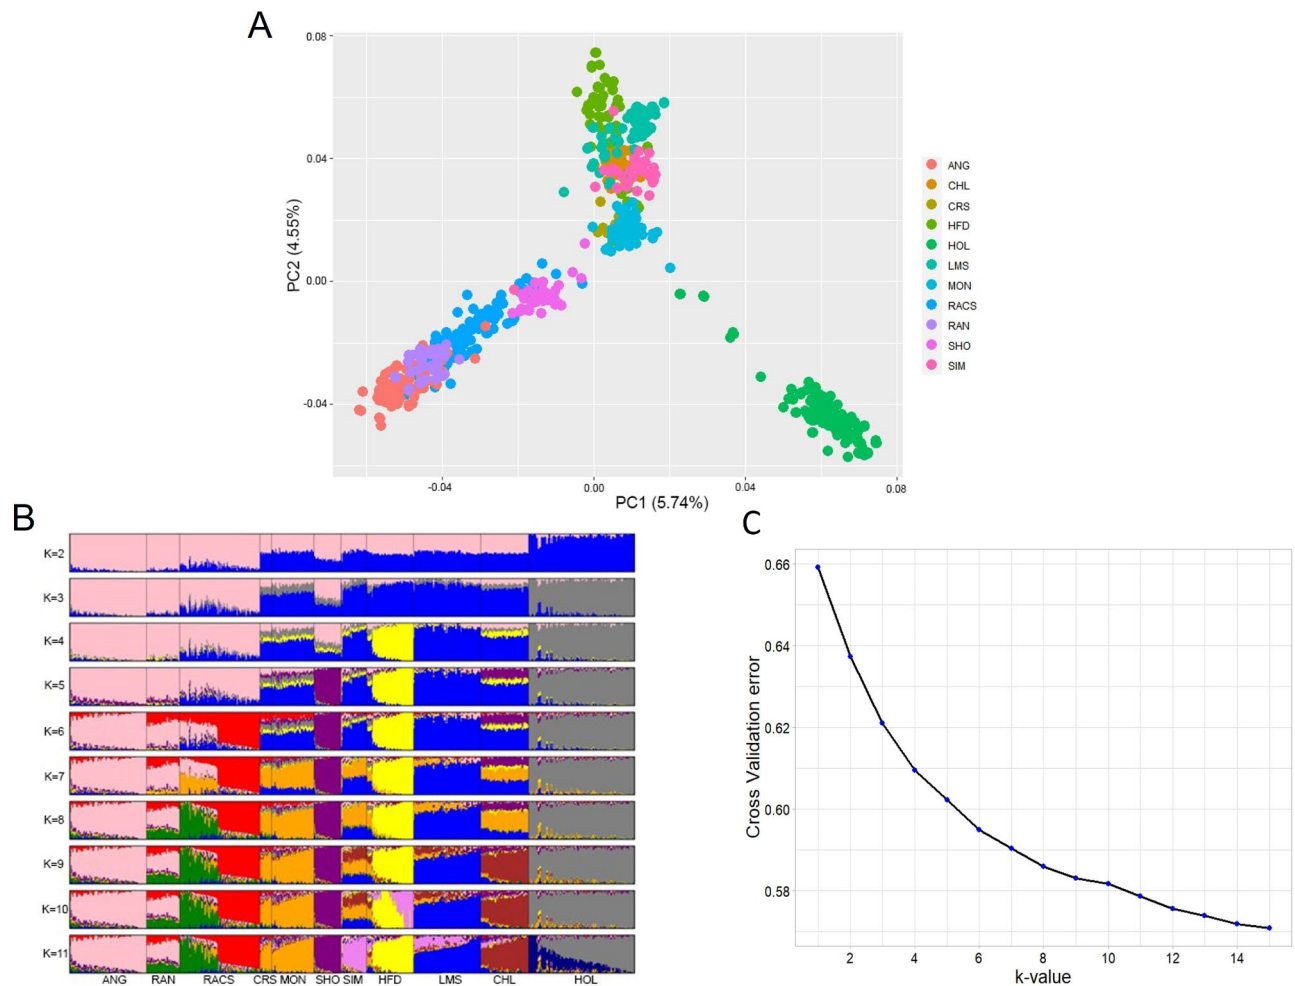 A
0.08
0.04
0.00
-0.04
PC2 (4.55%)
-0.04
0.00
0.04
0.08
PC1 (5.74%)
ANG
CHL
CRS
HFD
HOL
LMS
MON
RACS
RAN
SHO
SIM
B
K=2
K=3
K=4
K=5
K=6
K=7
K=8
K=9
K=10
K=11
ANG RAN RACS CRS MON SHO SIM HFD LMS CHL HOL
C
0.66
0.64
0.62
0.60
0.58
Cross Validation error
2 4 6 8 10 12 14
k-value